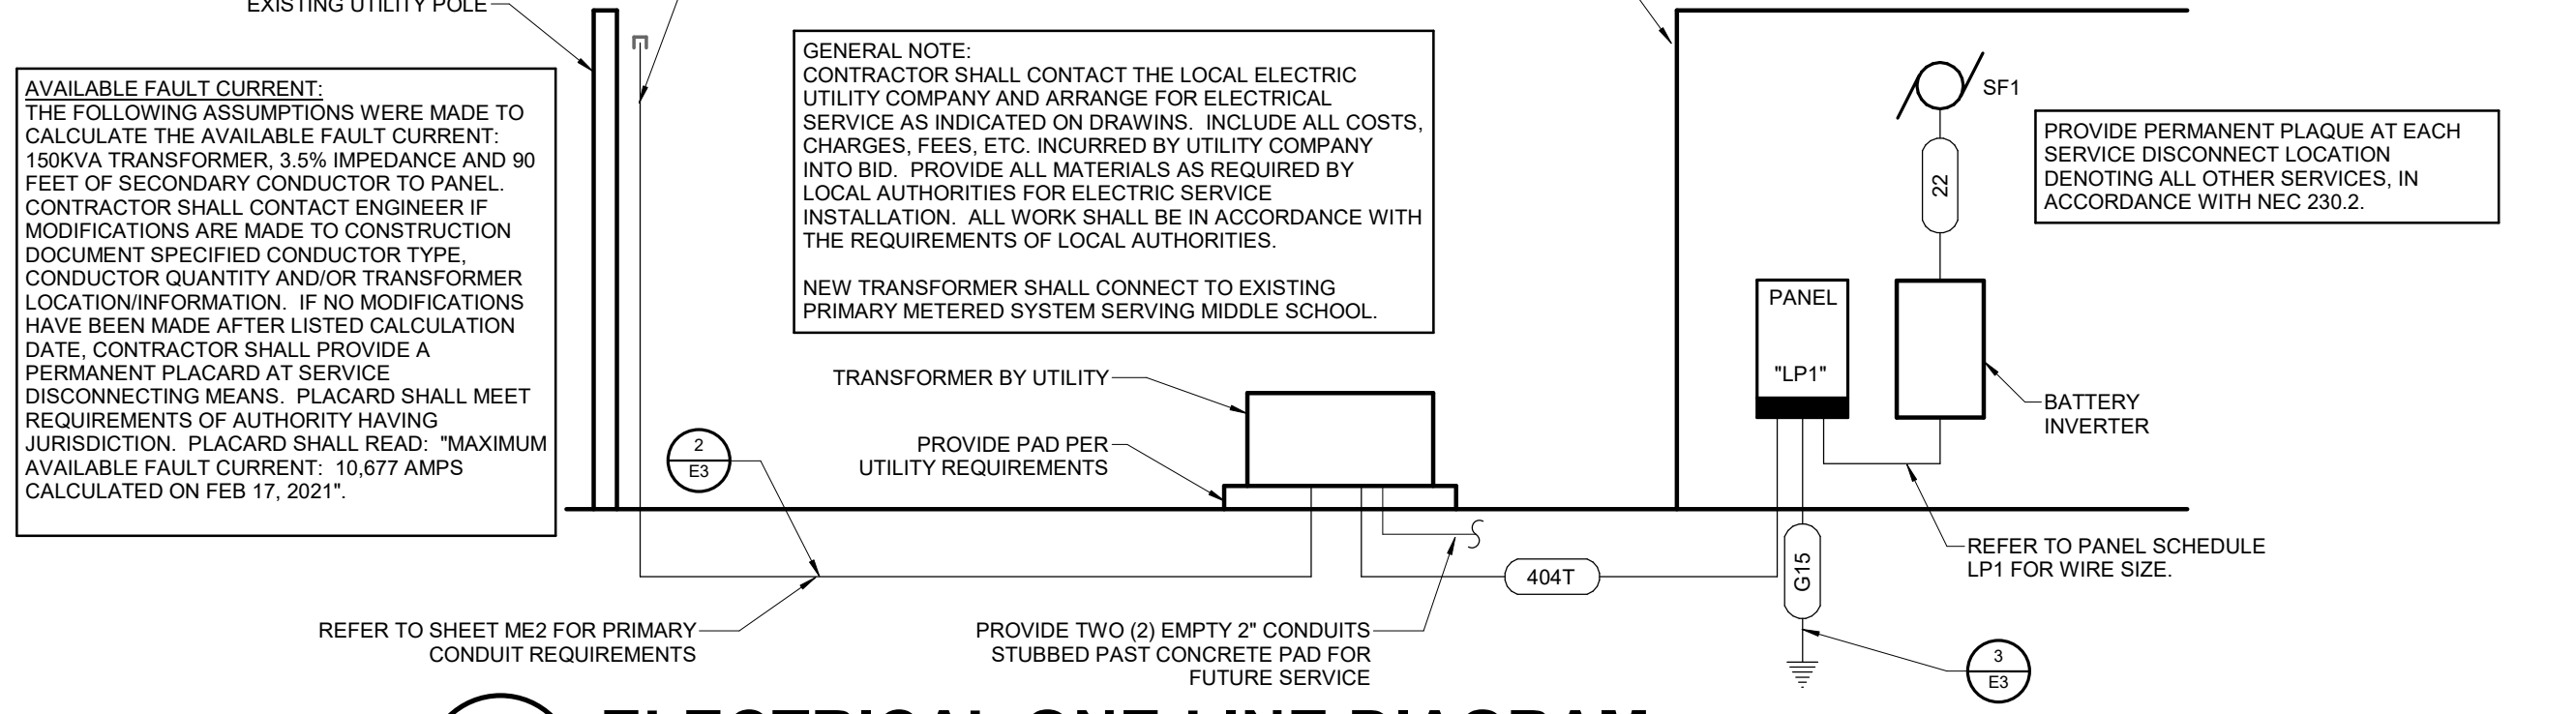 EXISTING UTILITY POLE
AVAILABLE FAULT CURRENT:
THE FOLLOWING ASSUMPTIONS WERE MADE TO
CALCULATE THE AVAILABLE FAULT CURRENT:
150KVA TRANSFORMER, 3.5% IMPEDANCE AND 90
FEET OF SECONDARY CONDUCTOR TO PANEL.
CONTRACTOR SHALL CONTACT ENGINEER IF
MODIFICATIONS ARE MADE TO CONSTRUCTION
DOCUMENT SPECIFIED CONDUCTOR TYPE,
CONDUCTOR QUANTITY AND/OR TRANSFORMER
LOCATION/INFORMATION. IF NO MODIFICATIONS
HAVE BEEN MADE AFTER LISTED CALCULATION
DATE, CONTRACTOR SHALL PROVIDE A
PERMANENT PLACARD AT SERVICE
DISCONNECTING MEANS. PLACARD SHALL MEET
REQUIREMENTS OF AUTHORITY HAVING
JURISDICTION. PLACARD SHALL READ: "MAXIMUM
AVAILABLE FAULT CURRENT: 10,677 AMPS
CALCULATED ON FEB 17, 2021".
GENERAL NOTE:
CONTRACTOR SHALL CONTACT THE LOCAL ELECTRIC
UTILITY COMPANY AND ARRANGE FOR ELECTRICAL
SERVICE AS INDICATED ON DRAWINS. INCLUDE ALL COSTS,
CHARGES, FEES, ETC. INCURRED BY UTILITY COMPANY
INTO BID. PROVIDE ALL MATERIALS AS REQUIRED BY
LOCAL AUTHORITIES FOR ELECTRIC SERVICE
INSTALLATION. ALL WORK SHALL BE IN ACCORDANCE WITH
THE REQUIREMENTS OF LOCAL AUTHORITIES.
NEW TRANSFORMER SHALL CONNECT TO EXISTING
PRIMARY METERED SYSTEM SERVING MIDDLE SCHOOL.
SF1
22
PROVIDE PERMANENT PLAQUE AT EACH
SERVICE DISCONNECT LOCATION
DENOTING ALL OTHER SERVICES, IN
ACCORDANCE WITH NEC 230.2.
PANEL
"LP1"
BATTERY
INVERTER
TRANSFORMER BY UTILITY
PROVIDE PAD PER
UTILITY REQUIREMENTS
2
E3
404T
G15
REFER TO PANEL SCHEDULE
LP1 FOR WIRE SIZE.
REFER TO SHEET ME2 FOR PRIMARY
CONDUIT REQUIREMENTS
PROVIDE TWO (2) EMPTY 2" CONDUITS
STUBBED PAST CONCRETE PAD FOR
FUTURE SERVICE
3
E3
ELECTRICAL ONE-LINE DIAGRAM